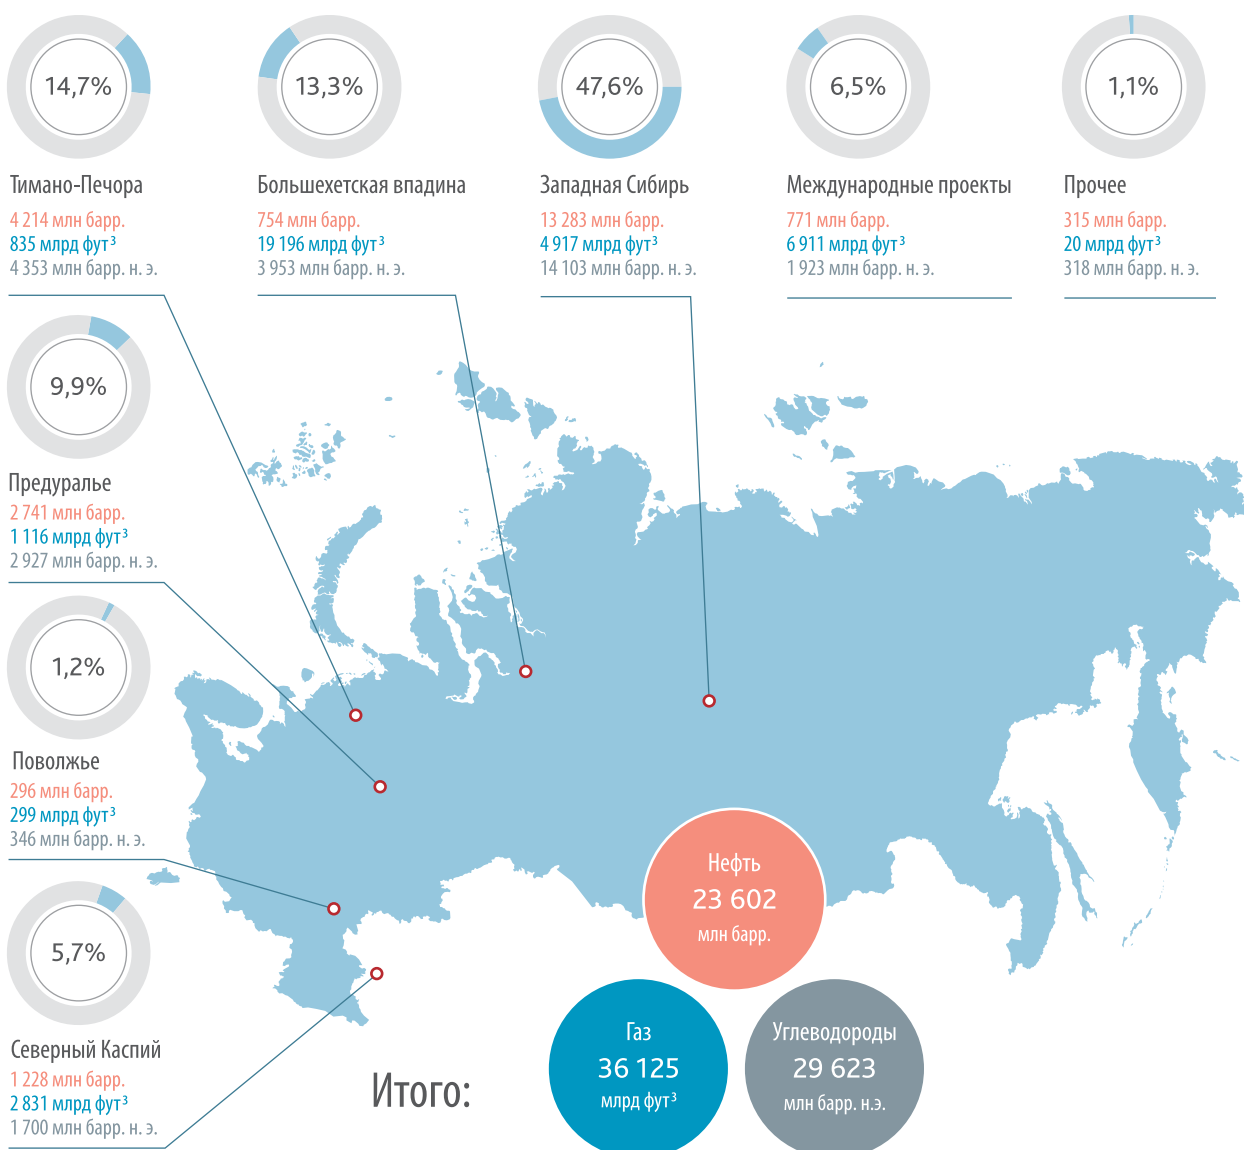 14,7%
Тимано-Печора
4 214 млн барр.
835 млрд фут³
4 353 млн барр. н. э.
13,3%
Большехетская впадина
754 млн барр.
19 196 млрд фут³
3 953 млн барр. н. э.
47,6%
Западная Сибирь
13 283 млн барр.
4 917 млрд фут³
14 103 млн барр. н. э.
6,5%
Международные проекты
771 млн барр.
6 911 млрд фут³
1 923 млн барр. н. э.
1,1%
Прочее
315 млн барр.
20 млрд фут³
318 млн барр. н. э.
9,9%
Предуралье
2 741 млн барр.
1 116 млрд фут³
2 927 млн барр. н. э.
1,2%
Поволжье
296 млн барр.
299 млрд фут³
346 млн барр. н. э.
5,7%
Северный Каспий
1 228 млн барр.
2 831 млрд фут³
1 700 млн барр. н. э.
Итого:
Нефть
23 602
млн барр.
Газ
36 125
млрд фут³
Углеводороды
29 623
млн барр. н.э.